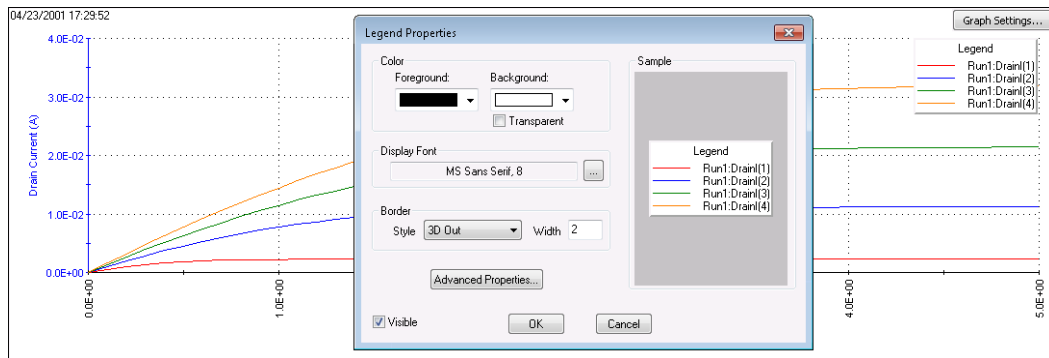 04/23/2001 17:29:52
Graph Settings...
4.0E-02
3.0E-02
2.0E-02
1.0E-02
0.0E+00
Drain Current (A)
0.0E+00
1.0E+00
4.0E+00
5.0E+00
Legend
Run1:DrainI(1)
Run1:DrainI(2)
Run1:DrainI(3)
Run1:DrainI(4)
Legend Properties
Color
Foreground:
Background:
Transparent
Display Font
MS Sans Serif, 8
...
Border
Style 3D Out Width 2
Advanced Properties...
Visible
OK
Cancel
Sample
Legend
Run1:DrainI(1)
Run1:DrainI(2)
Run1:DrainI(3)
Run1:DrainI(4)